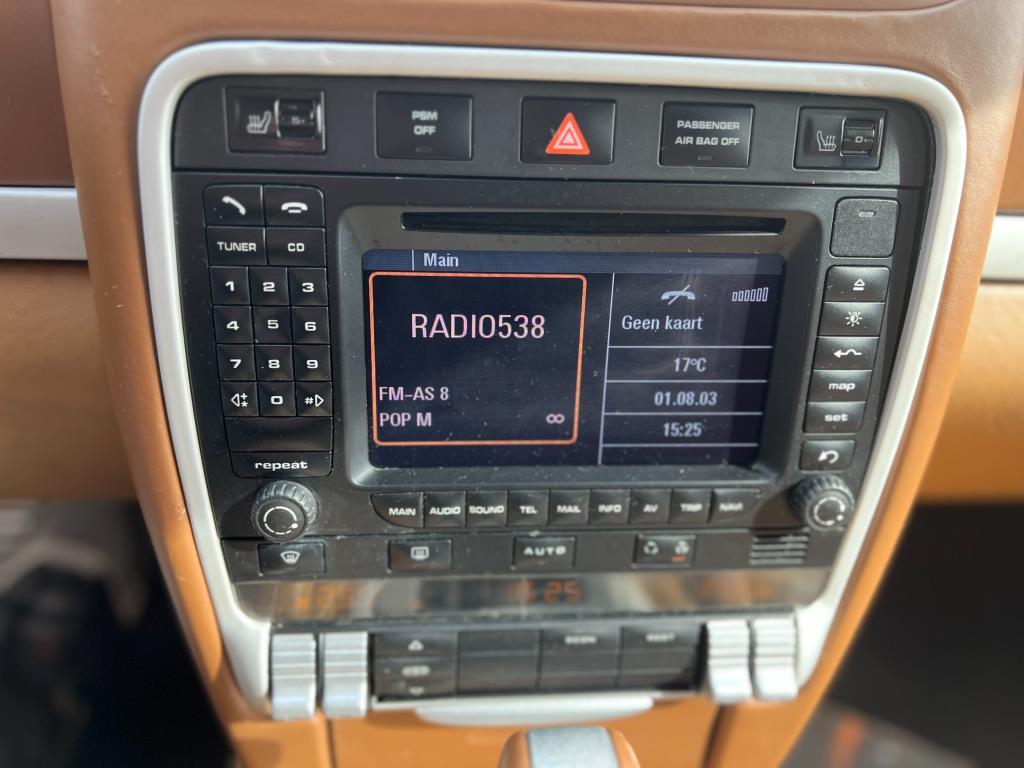 5
PSM
OFF
PASSENGER
AIR BAG OFF
0
TUNER CD
1 2 3
4 5 6
7 8 9
* 0 #
repeat
Main
RADIO538
FM-AS 8
POP M ∞
Geen kaart
17°C
01.08.03
15:25
map
set
MAIN AUDIO SOUND TEL MAIL INFO AV TRIP NAVI
AUTO